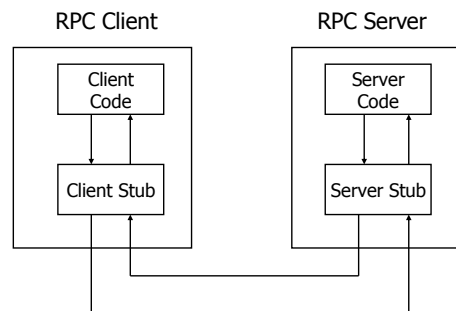 RPC Client
RPC Server
Client
Code
Server
Code
Client Stub
Server Stub